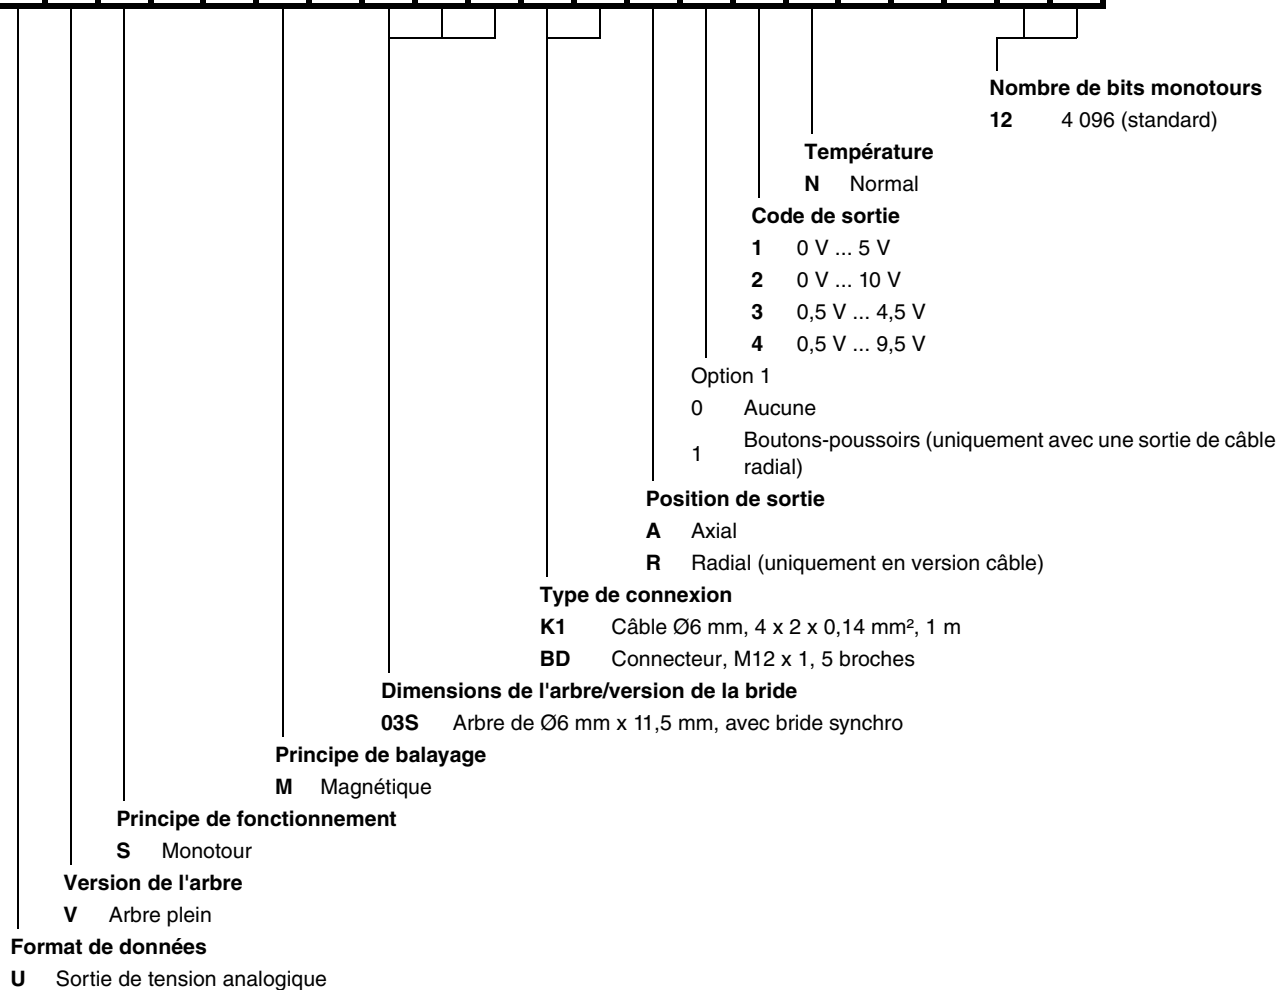 Nombre de bits monotours
12 4 096 (standard)
Température
N Normal
Code de sortie
1 0 V ... 5 V
2 0 V ... 10 V
3 0,5 V ... 4,5 V
4 0,5 V ... 9,5 V
Option 1
0 Aucune
1 Boutons-poussoirs (uniquement avec une sortie de câble
radial)
Position de sortie
A Axial
R Radial (uniquement en version câble)
Type de connexion
K1 Câble Ø6 mm, 4 x 2 x 0,14 mm², 1 m
BD Connecteur, M12 x 1, 5 broches
Dimensions de l'arbre/version de la bride
03S Arbre de Ø6 mm x 11,5 mm, avec bride synchro
Principe de balayage
M Magnétique
Principe de fonctionnement
S Monotour
Version de l'arbre
V Arbre plein
Format de données
U Sortie de tension analogique